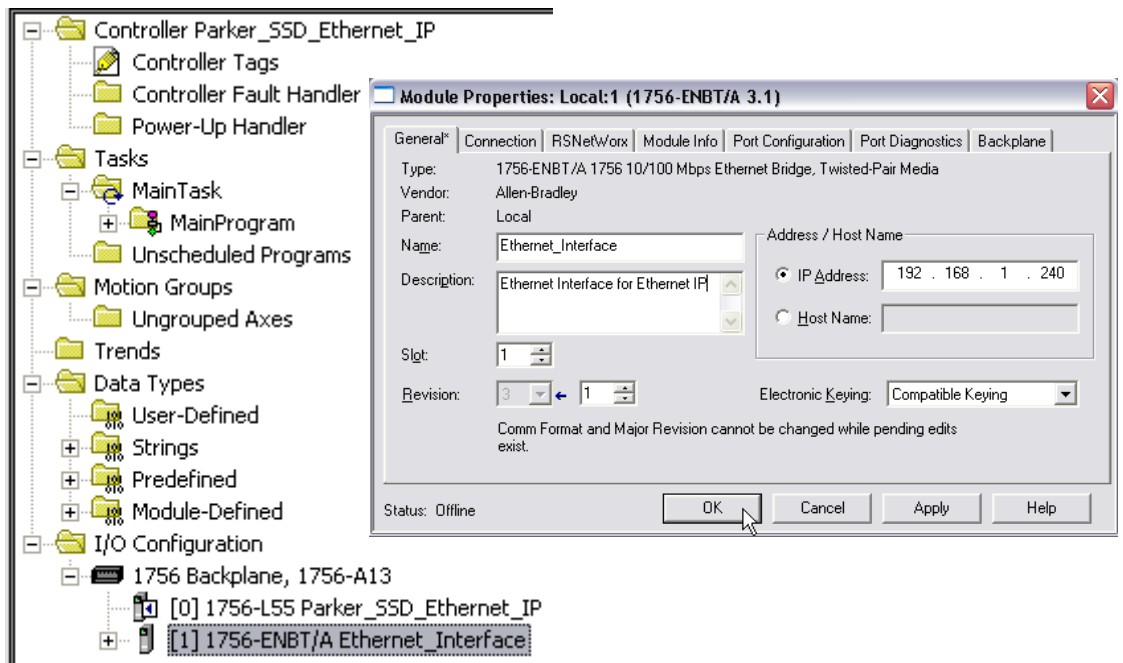 Controller Parker_SSD_Ethernet_IP
Controller Tags
Controller Fault Handler
Power-Up Handler
Tasks
MainTask
MainProgram
Unscheduled Programs
Motion Groups
Ungrouped Axes
Trends
Data Types
User-Defined
Strings
Predefined
Module-Defined
I/O Configuration
1756 Backplane, 1756-A13
[0] 1756-L55 Parker_SSD_Ethernet_IP
[1] 1756-ENBT/A Ethernet_Interface
Module Properties: Local:1 (1756-ENBT/A 3.1)
General* Connection RSNetWorx Module Info Port Configuration Port Diagnostics Backplane
Type: 1756-ENBT/A 1756 10/100 Mbps Ethernet Bridge, Twisted-Pair Media
Vendor: Allen-Bradley
Parent: Local
Name: Ethernet_Interface
Description: Ethernet Interface for Ethernet IP
Address / Host Name
IP Address: 192 . 168 . 1 . 240
Host Name:
Slot: 1
Revision: 3 1
Electronic Keying: Compatible Keying
Comm Format and Major Revision cannot be changed while pending edits
exist.
Status: Offline
OK Cancel Apply Help